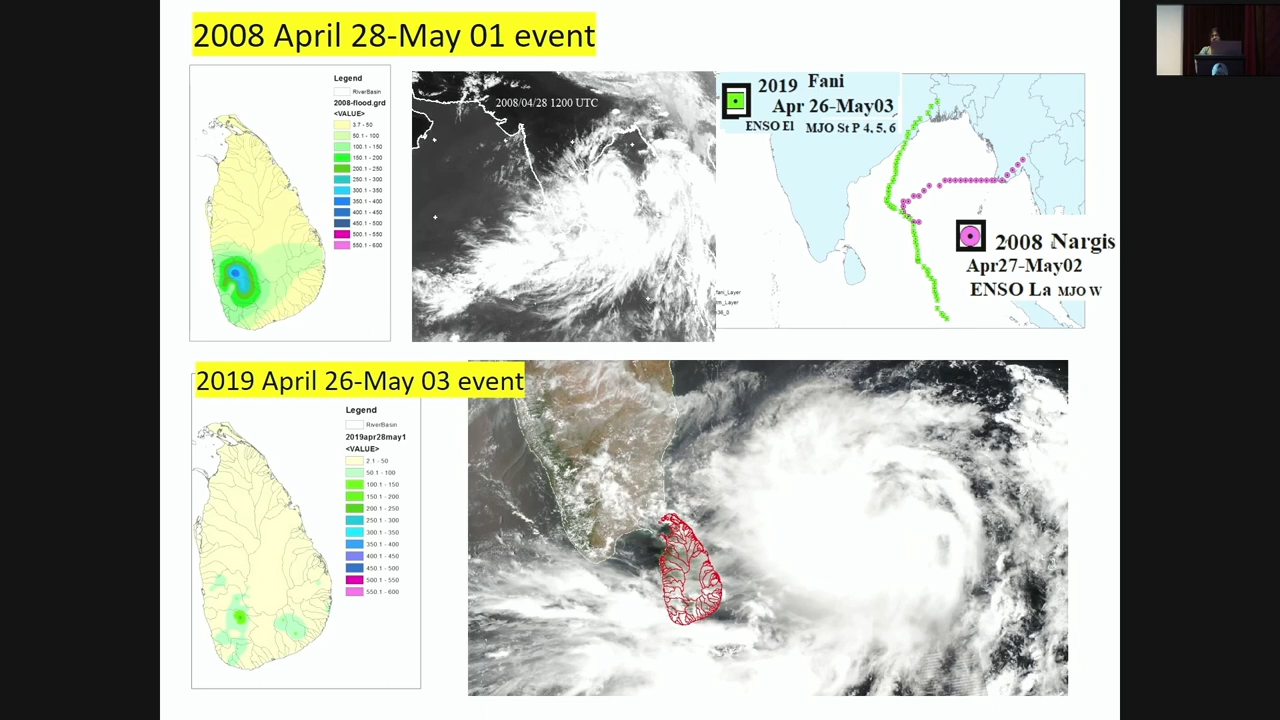 2008 April 28-May 01 event
Legend
RiverBasin
2008-flood.grd
<VALUE>
3.7 - 50
50.1 - 100
100.1 - 150
150.1 - 200
200.1 - 250
250.1 - 300
300.1 - 350
350.1 - 400
400.1 - 450
450.1 - 500
500.1 - 550
550.1 - 600
2008/04/28 1200 UTC
2019 Fani
Apr 26-May03
ENSO El MJO St P 4, 5, 6
2008 Nargis
Apr27-May02
ENSO La MJO W
fani_Layer
m_Layer
n36_0
2019 April 26-May 03 event
Legend
RiverBasin
2019apr28may1
<VALUE>
2.1 - 50
50.1 - 100
100.1 - 150
150.1 - 200
200.1 - 250
250.1 - 300
300.1 - 350
350.1 - 400
400.1 - 450
450.1 - 500
500.1 - 550
550.1 - 600